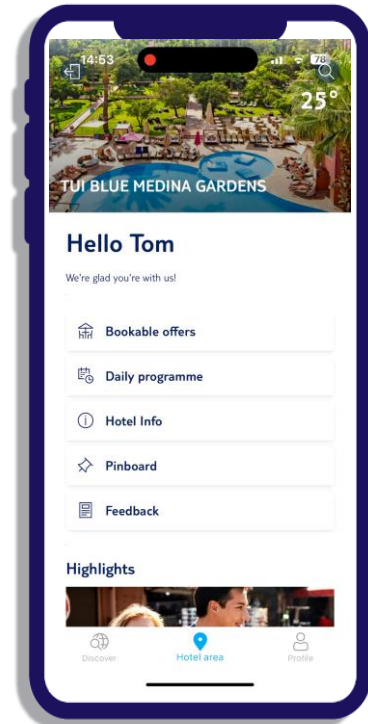 14:53
78
25°
TUI BLUE MEDINA GARDENS
Hello Tom
We're glad you're with us!
Bookable offers
Daily programme
Hotel Info
Pinboard
Feedback
Highlights
Discover
Hotel area
Profile